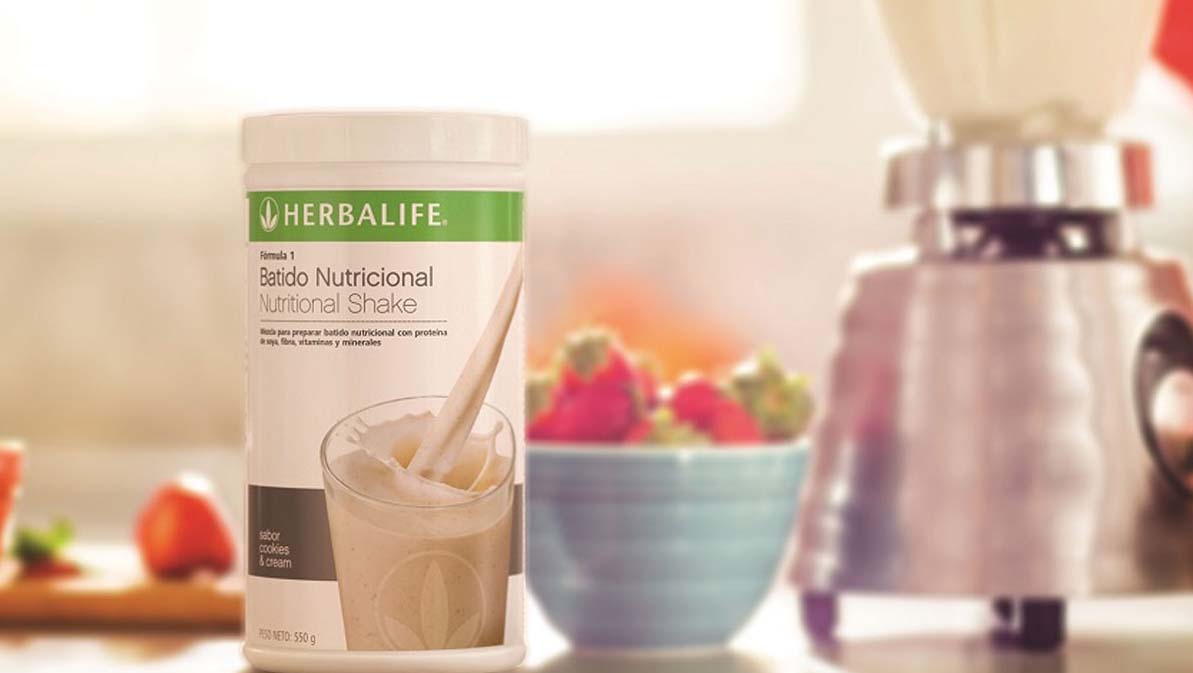 HERBALIFE®
Fórmula 1
Batido Nutricional
Nutritional Shake
Mezcla para preparar batido nutricional con proteína
de soya, fibra, vitaminas y minerales
sabor
cookies
& cream
PESO NETO: 550 g